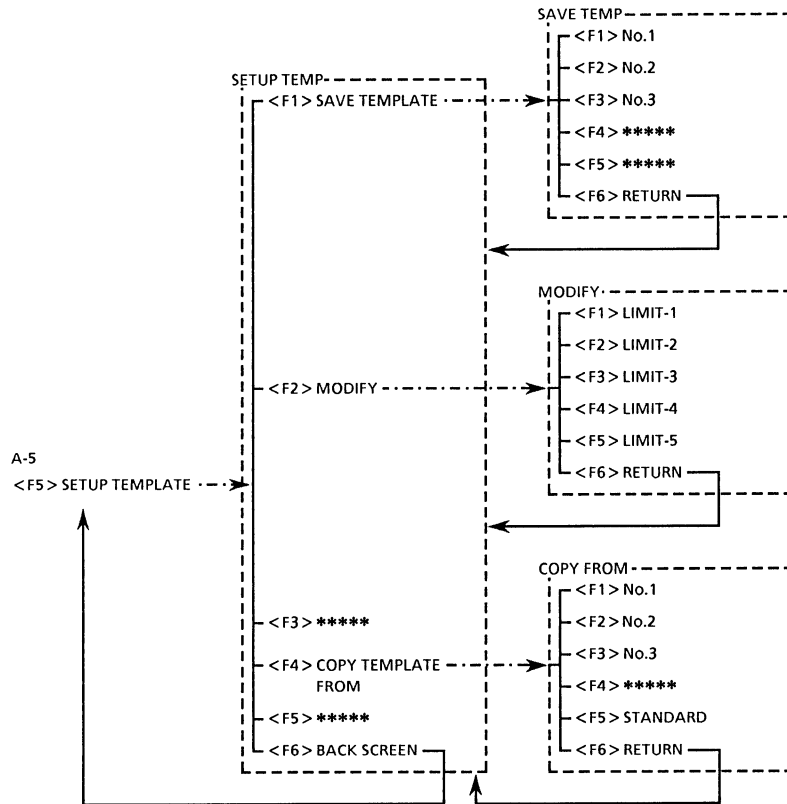 A-5
<F5> SETUP TEMPLATE
SETUP TEMP
<F1> SAVE TEMPLATE
<F2> MODIFY
<F3> *****
<F4> COPY TEMPLATE
FROM
<F5> *****
<F6> BACK SCREEN
SAVE TEMP
<F1> No.1
<F2> No.2
<F3> No.3
<F4> *****
<F5> *****
<F6> RETURN
MODIFY
<F1> LIMIT-1
<F2> LIMIT-2
<F3> LIMIT-3
<F4> LIMIT-4
<F5> LIMIT-5
<F6> RETURN
COPY FROM
<F1> No.1
<F2> No.2
<F3> No.3
<F4> *****
<F5> STANDARD
<F6> RETURN